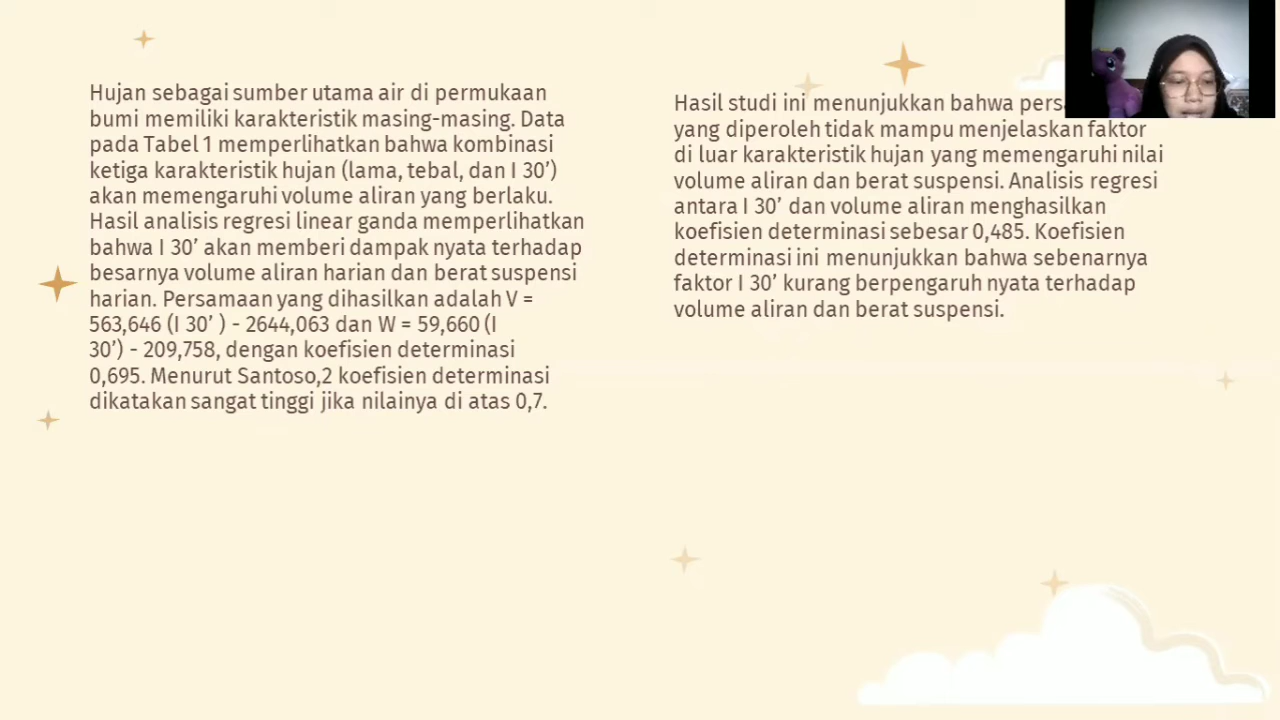 Hujan sebagai sumber utama air di permukaan
bumi memiliki karakteristik masing-masing. Data
pada Tabel 1 memperlihatkan bahwa kombinasi
ketiga karakteristik hujan (lama, tebal, dan I 30’)
akan memengaruhi volume aliran yang berlaku.
Hasil analisis regresi linear ganda memperlihatkan
bahwa I 30’ akan memberi dampak nyata terhadap
besarnya volume aliran harian dan berat suspensi
harian. Persamaan yang dihasilkan adalah V =
563,646 (I 30’ ) - 2644,063 dan W = 59,660 (I
30’) - 209,758, dengan koefisien determinasi
0,695. Menurut Santoso,2 koefisien determinasi
dikatakan sangat tinggi jika nilainya di atas 0,7.
Hasil studi ini menunjukkan bahwa
yang diperoleh tidak mampu menjelaskan faktor
di luar karakteristik hujan yang memengaruhi nilai
volume aliran dan berat suspensi. Analisis regresi
antara I 30’ dan volume aliran menghasilkan
koefisien determinasi sebesar 0,485. Koefisien
determinasi ini menunjukkan bahwa sebenarnya
faktor I 30’ kurang berpengaruh nyata terhadap
volume aliran dan berat suspensi.